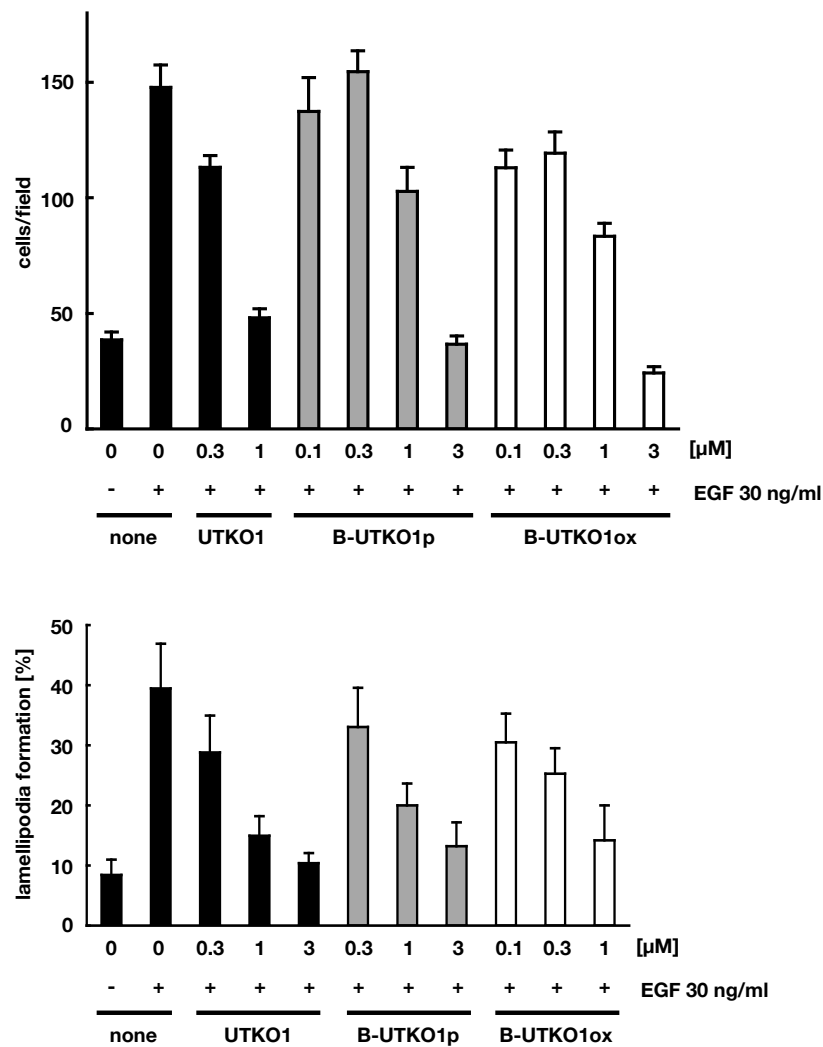 150
100
50
0
cells/field
0 0 0.3 1 0.1 0.3 1 3 0.1 0.3 1 3 [µM]
- + + + + + + + + + + + EGF 30 ng/ml
none UTKO1 B-UTKO1p B-UTKO1ox
50
40
30
20
10
0
lamellipodia formation [%]
0 0 0.3 1 3 0.3 1 3 0.1 0.3 1 [µM]
- + + + + + + + + + + EGF 30 ng/ml
none UTKO1 B-UTKO1p B-UTKO1ox